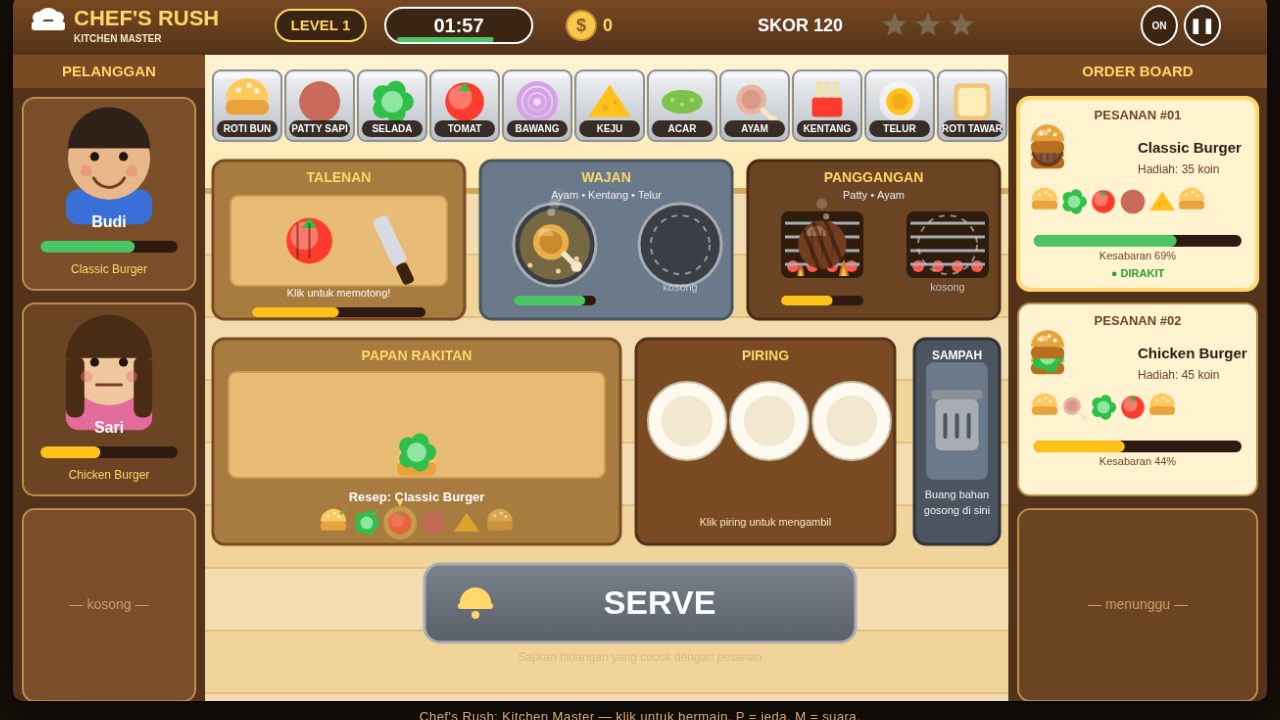 CHEF'S RUSH
KITCHEN MASTER
LEVEL 1
01:57
$ 0
SKOR 120
ON
PELANGGAN
Budi
Classic Burger
Sari
Chicken Burger
— kosong —
ROTI BUN
PATTY SAPI
SELADA
TOMAT
BAWANG
KEJU
ACAR
AYAM
KENTANG
TELUR
ROTI TAWAR
TALENAN
Klik untuk memotong!
WAJAN
Ayam • Kentang • Telur
kosong
PANGGANGAN
Patty • Ayam
kosong
PAPAN RAKITAN
Resep: Classic Burger
PIRING
Klik piring untuk mengambil
SAMPAH
Buang bahan
gosong di sini
SERVE
Sajikan hidangan yang cocok dengan pesanan
ORDER BOARD
PESANAN #01
Classic Burger
Hadiah: 35 koin
Kesabaran 69%
● DIRAKIT
PESANAN #02
Chicken Burger
Hadiah: 45 koin
Kesabaran 44%
— menunggu —
Chef's Rush: Kitchen Master — klik untuk bermain. P = jeda, M = suara.